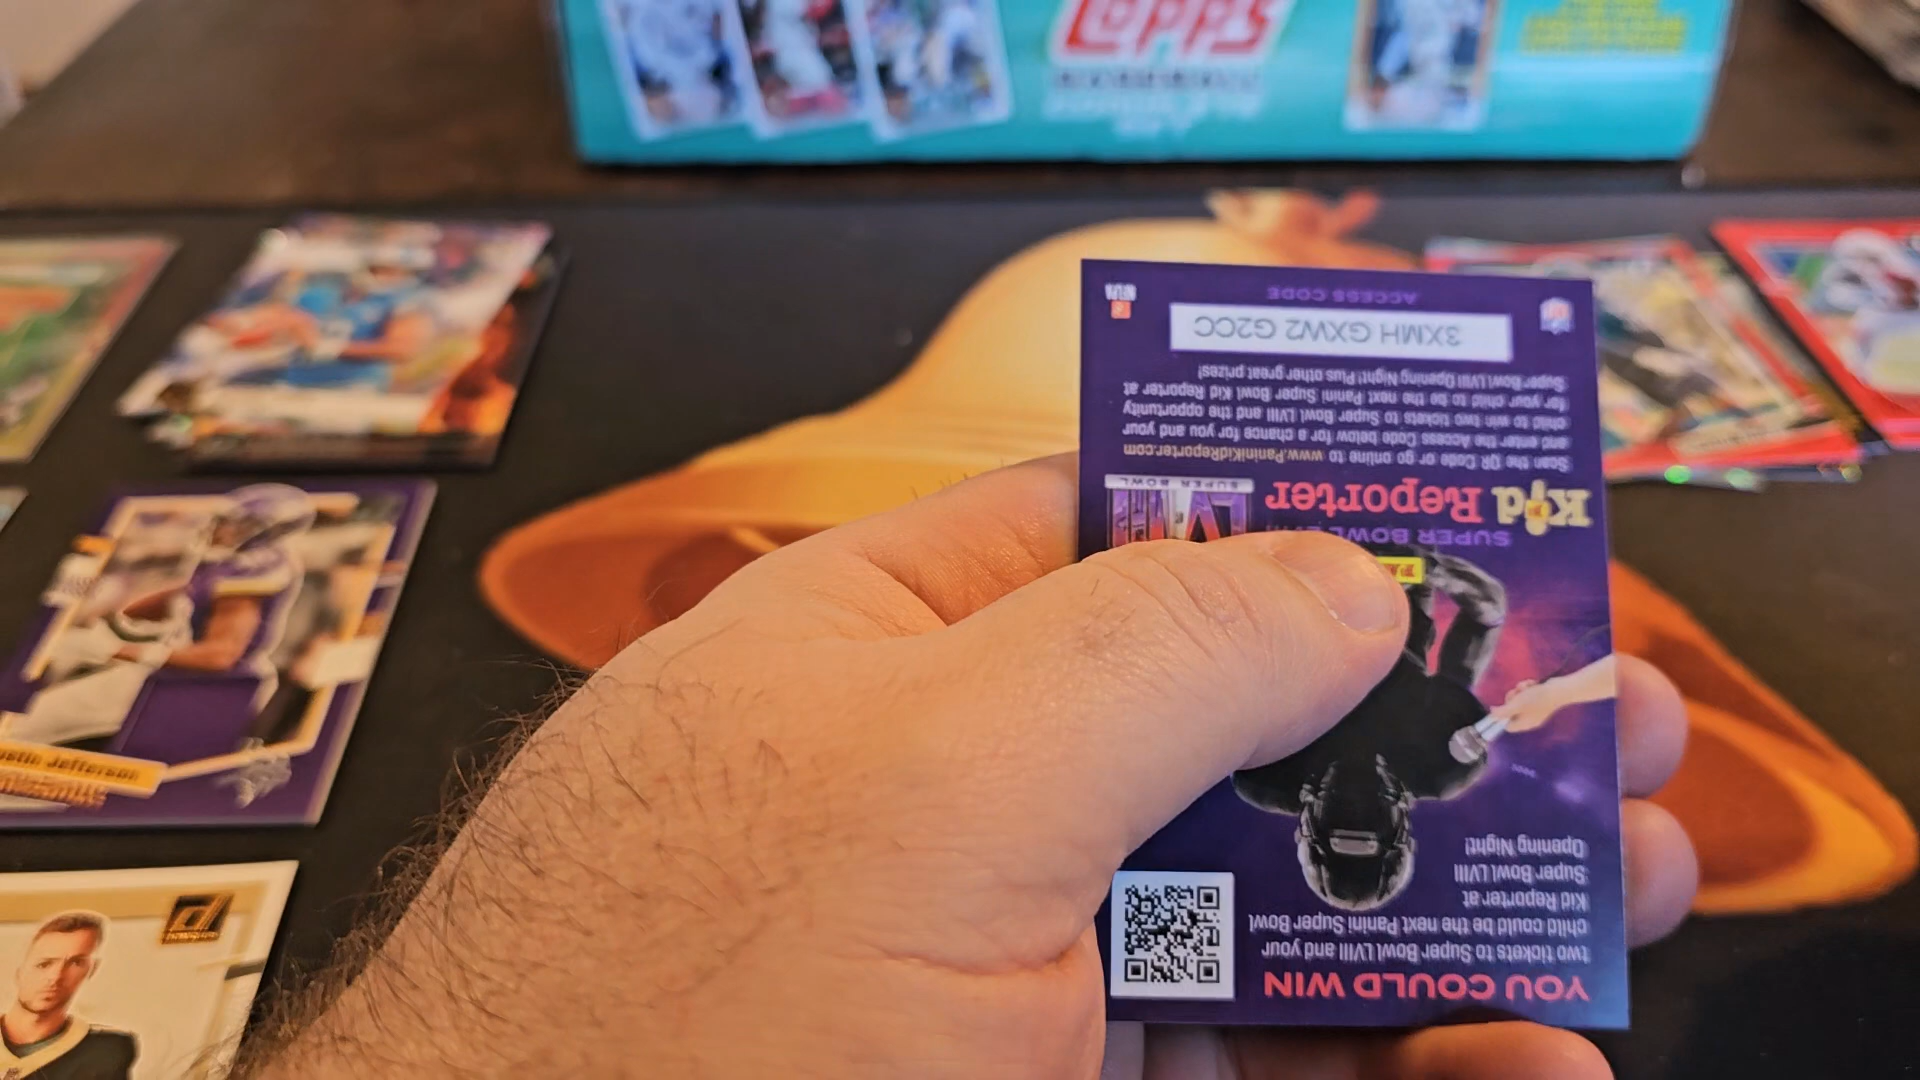 Topps
BASEBALL
ACCESS CODE
3XMH GXW2 G2CC
Super Bowl LVIII Opening Night! Plus other great prizes!
for your child to be the next Panini Super Bowl Kid Reporter at
child to win two tickets to Super Bowl LVIII and the opportunity
and enter the Access Code below for a chance for you and your
Scan the QR Code or go online to www.PaniniKidReporter.com
SUPER BOWL
Kid Reporter
SUPER BOWL LVIII
YOU COULD WIN
two tickets to Super Bowl LVIII and your
child could be the next Panini Super Bowl
Kid Reporter at
Super Bowl LVIII
Opening Night!
ustin Jefferson